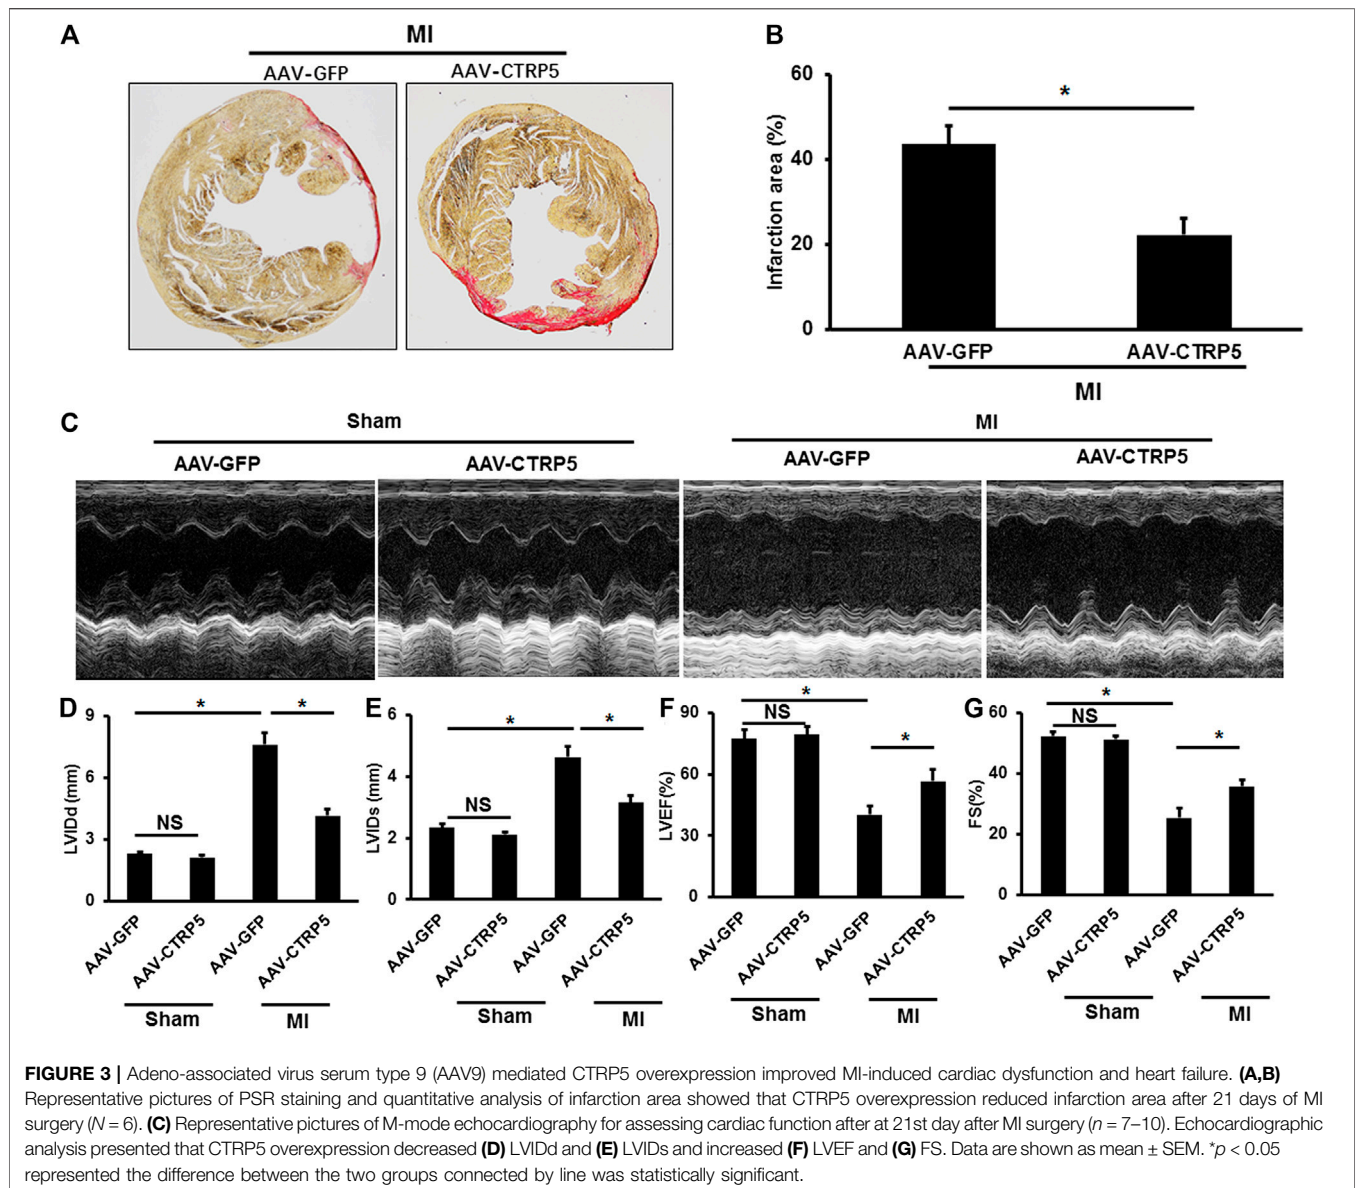 A
MI
AAV-GFP
AAV-CTRP5
B
60
40
20
0
Infarction area (%)
*
AAV-GFP
AAV-CTRP5
MI
C
Sham
MI
AAV-GFP
AAV-CTRP5
AAV-GFP
AAV-CTRP5
D
9
6
3
0
LVIDd (mm)
NS
*
*
AAV-GFP
AAV-CTRP5
AAV-GFP
AAV-CTRP5
Sham
MI
E
6
4
2
0
LVIDs (mm)
NS
*
*
AAV-GFP
AAV-CTRP5
AAV-GFP
AAV-CTRP5
Sham
MI
F
90
60
30
0
LVEF(%)
*
NS
*
AAV-GFP
AAV-CTRP5
AAV-GFP
AAV-CTRP5
Sham
MI
G
60
40
20
0
FS(%)
*
NS
*
AAV-GFP
AAV-CTRP5
AAV-GFP
AAV-CTRP5
Sham
MI
FIGURE 3 | Adeno-associated virus serum type 9 (AAV9) mediated CTRP5 overexpression improved MI-induced cardiac dysfunction and heart failure. (A,B)
Representative pictures of PSR staining and quantitative analysis of infarction area showed that CTRP5 overexpression reduced infarction area after 21 days of MI
surgery (N = 6). (C) Representative pictures of M-mode echocardiography for assessing cardiac function after at 21st day after MI surgery (n = 7–10). Echocardiographic
analysis presented that CTRP5 overexpression decreased (D) LVIDd and (E) LVIDs and increased (F) LVEF and (G) FS. Data are shown as mean ± SEM. *p < 0.05
represented the difference between the two groups connected by line was statistically significant.